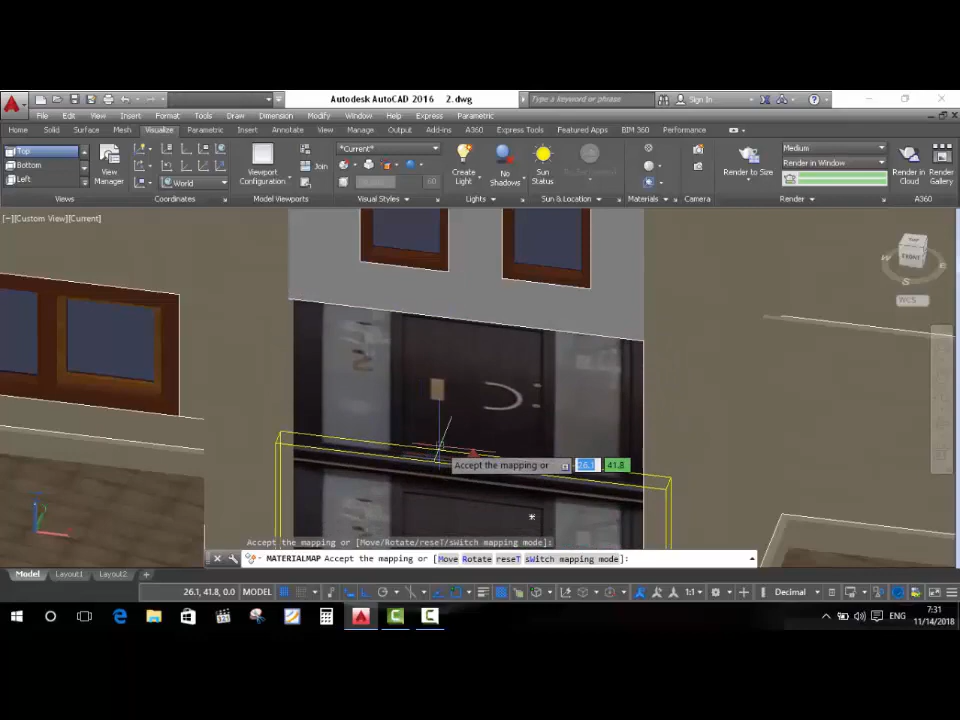 Autodesk AutoCAD 2016 2.dwg
Type a keyword or phrase
Sign In
File Edit View Insert Format Tools Draw Dimension Modify Window Help Express Parametric
Home Solid Surface Mesh Visualize Parametric Insert Annotate View Manage Output Add-ins A360 Express Tools Featured Apps BIM 360 Performance
Top
Bottom
Left
View
Manager
World
Viewport
Configuration
Join
*Current*
60
Create
Light
No
Shadows
Sun
Status
Render to Size
Medium
Render in Window
Render in
Cloud
Render
Gallery
Views Coordinates Model Viewports Visual Styles Lights Sun & Location Materials Camera Render A360
[−][Custom View][Current]
TOP
FRONT
W
E
S
WCS
Accept the mapping or
26.1
41.8
Accept the mapping or [Move/Rotate/reseT/sWitch mapping mode]:
MATERIALMAP Accept the mapping or [Move Rotate reseT sWitch mapping mode]:
Model Layout1 Layout2 +
26.1, 41.8, 0.0 MODEL
1:1
Decimal
ENG
7:31
11/14/2018